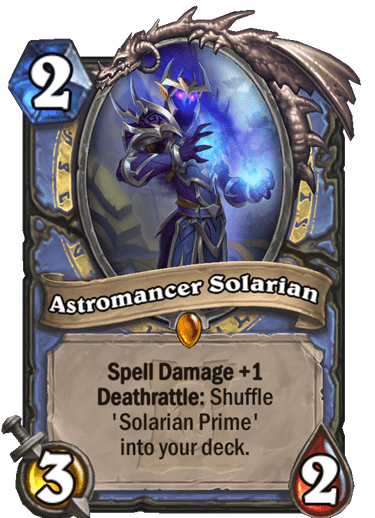 2
Astromancer Solarian
Spell Damage +1
Deathrattle: Shuffle
'Solarian Prime'
into your deck.
3
2